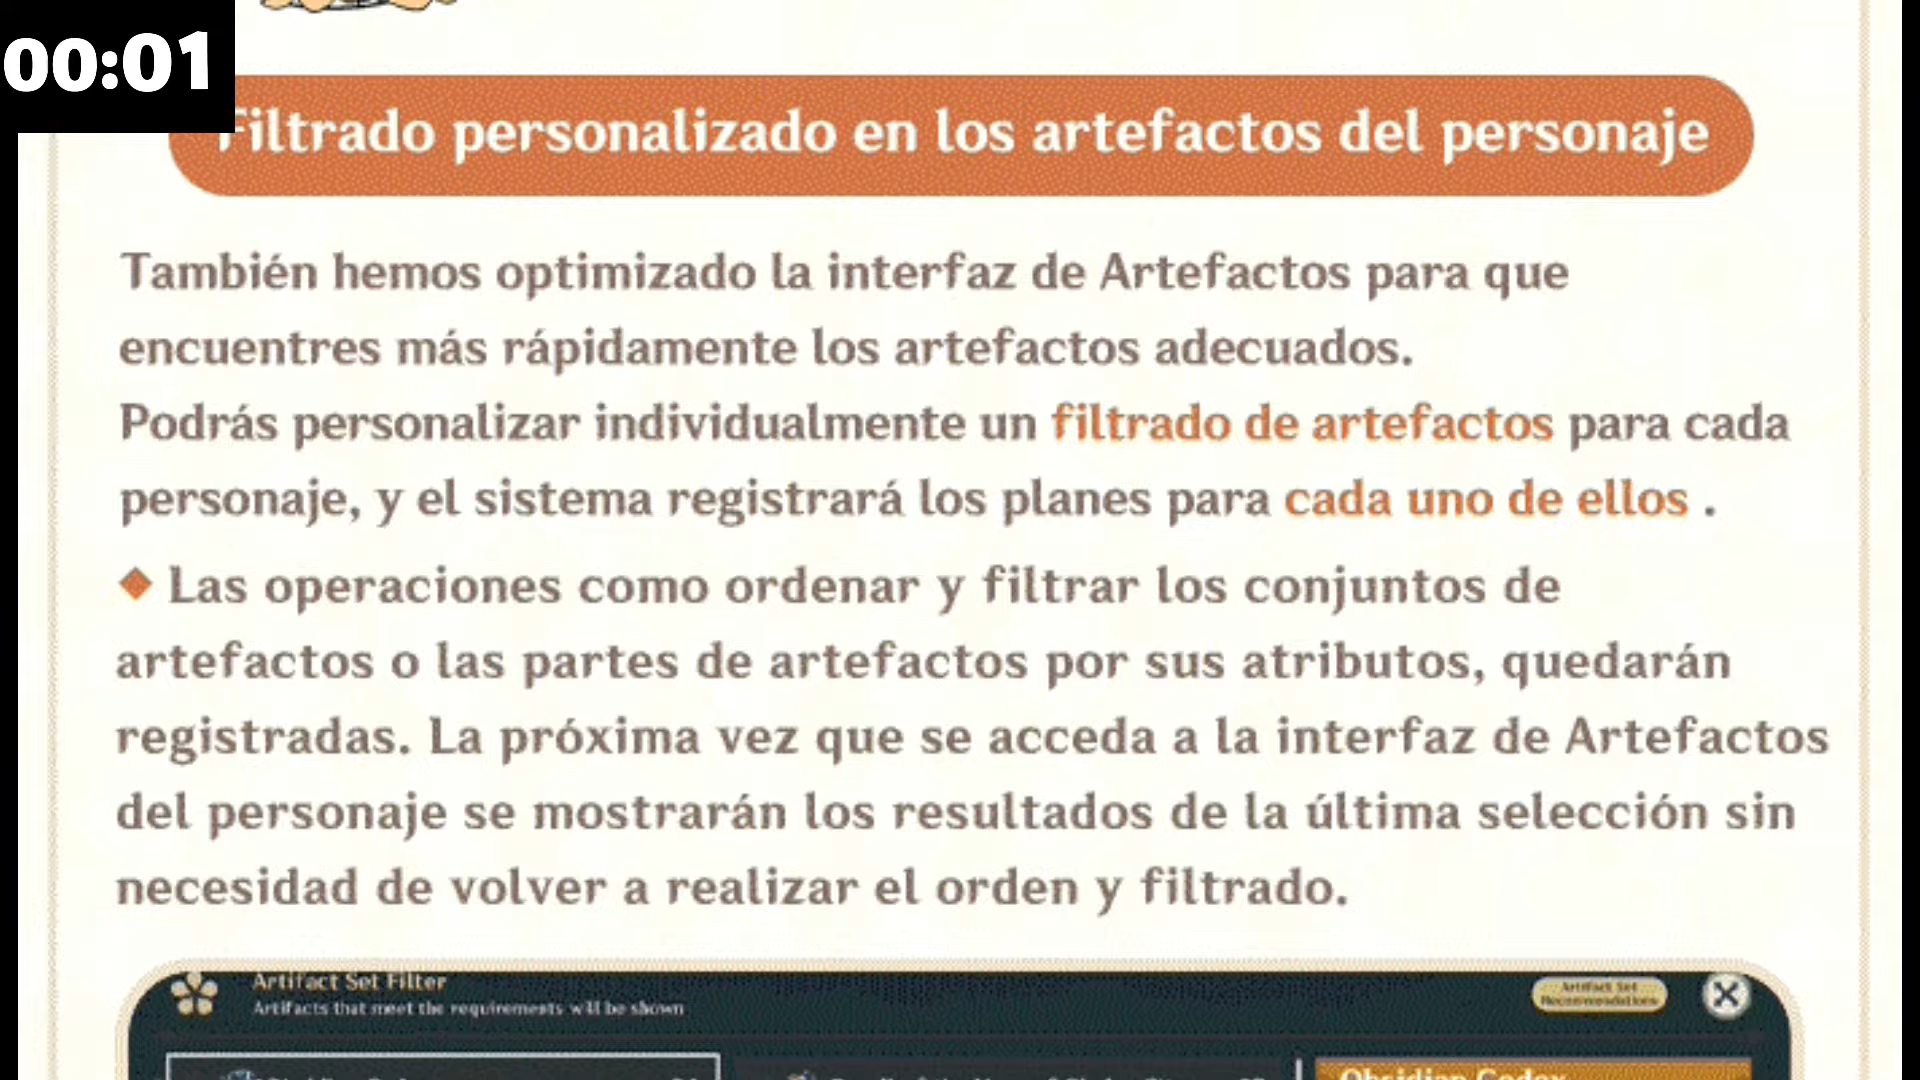 00:01
Filtrado personalizado en los artefactos del personaje
También hemos optimizado la interfaz de Artefactos para que
encuentres más rápidamente los artefactos adecuados.
Podrás personalizar individualmente un filtrado de artefactos para cada
personaje, y el sistema registrará los planes para cada uno de ellos .
Las operaciones como ordenar y filtrar los conjuntos de
artefactos o las partes de artefactos por sus atributos, quedarán
registradas. La próxima vez que se acceda a la interfaz de Artefactos
del personaje se mostrarán los resultados de la última selección sin
necesidad de volver a realizar el orden y filtrado.
Artifact Set Filter
Artifacts that meet the requirements will be shown
Artifact Set
Recommendations
Obsidian Codex